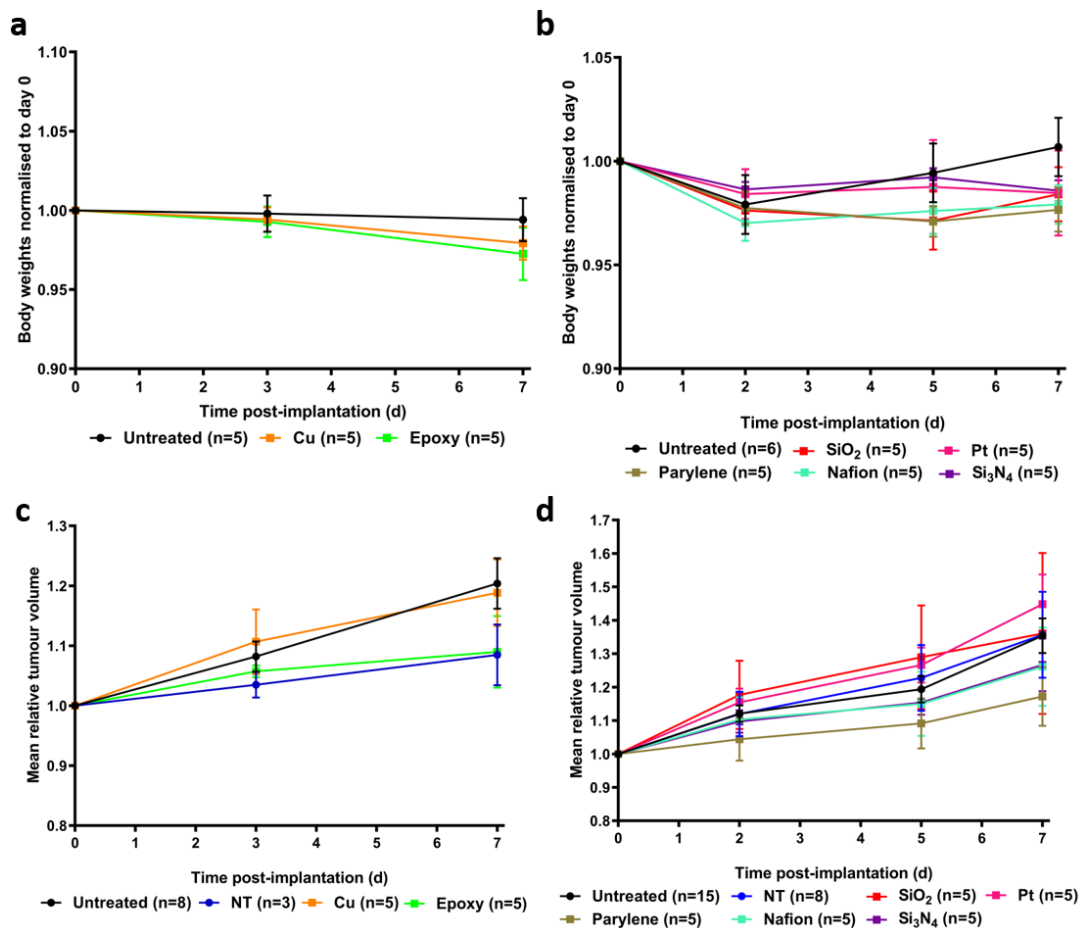 a
Body weights normalised to day 0
1.10
1.05
1.00
0.95
0.90
0 1 2 3 4 5 6 7
Time post-implantation (d)
Untreated (n=5) Cu (n=5) Epoxy (n=5)
b
Body weights normalised to day 0
1.05
1.00
0.95
0.90
0 1 2 3 4 5 6 7
Time post-implantation (d)
Untreated (n=6) SiO₂ (n=5) Pt (n=5)
Parylene (n=5) Nafion (n=5) Si₃N₄ (n=5)
c
Mean relative tumour volume
1.3
1.2
1.1
1.0
0.9
0.8
0 1 2 3 4 5 6 7
Time post-implantation (d)
Untreated (n=8) NT (n=3) Cu (n=5) Epoxy (n=5)
d
Mean relative tumour volume
1.7
1.6
1.5
1.4
1.3
1.2
1.1
1.0
0.9
0.8
0 1 2 3 4 5 6 7
Time post-implantation (d)
Untreated (n=15) NT (n=8) SiO₂ (n=5) Pt (n=5)
Parylene (n=5) Nafion (n=5) Si₃N₄ (n=5)